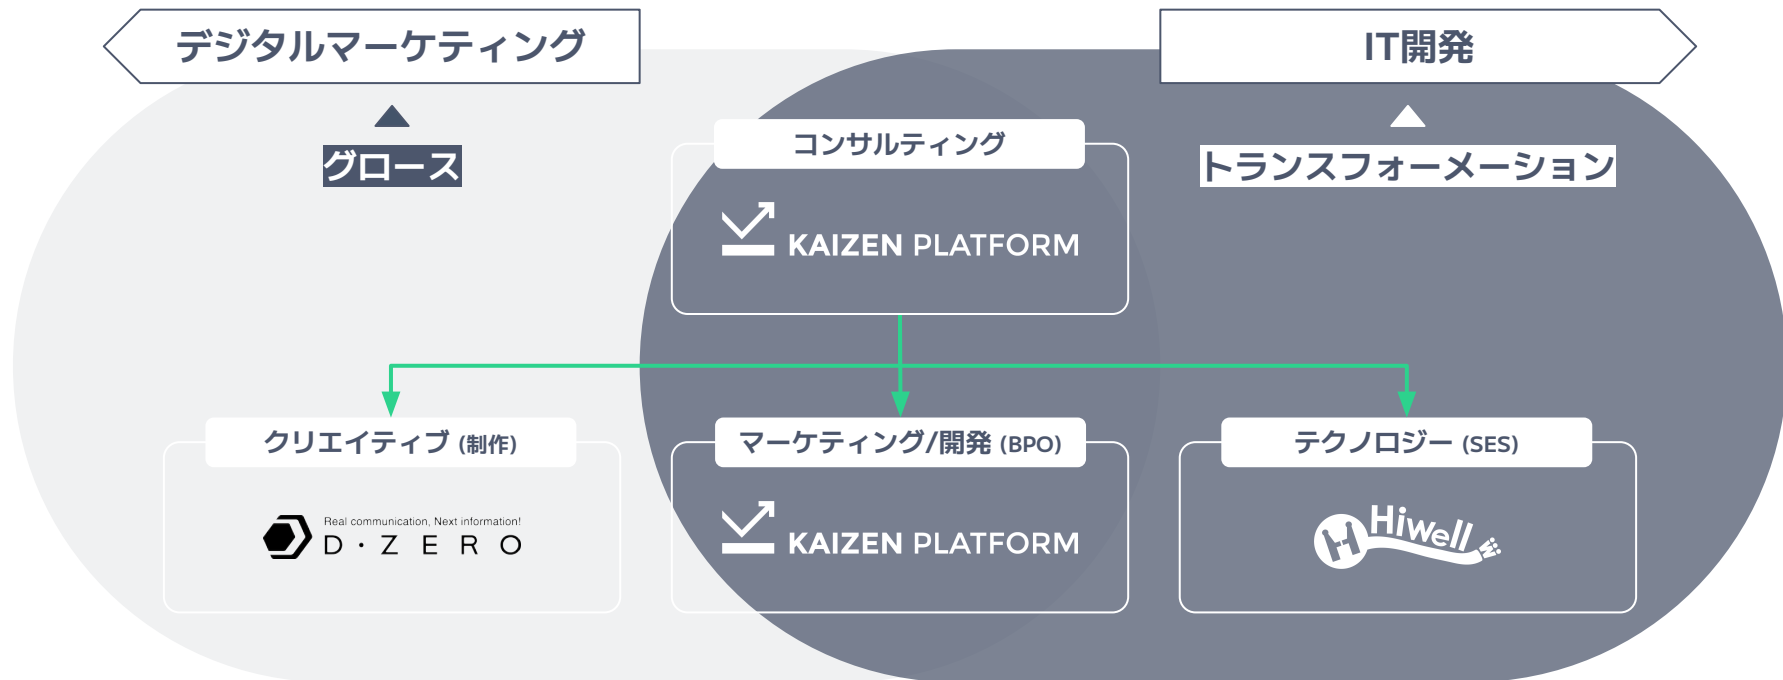 デジタルマーケティング
IT開発
グロース
トランスフォーメーション
コンサルティング
KAIZEN PLATFORM
クリエイティブ (制作)
Real communication, Next information!
D・ZERO
マーケティング/開発 (BPO)
KAIZEN PLATFORM
テクノロジー (SES)
H Hiwell